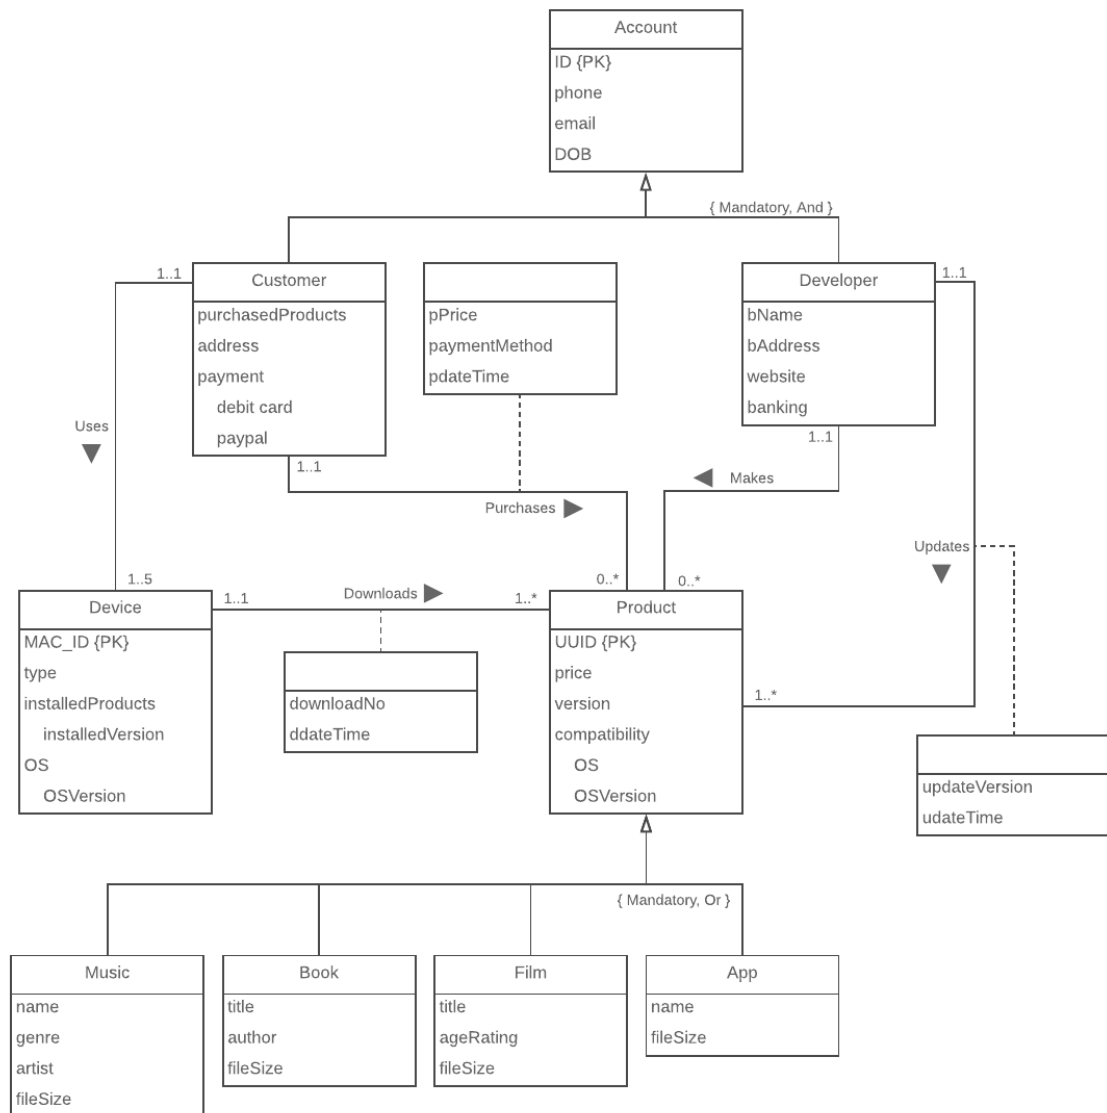 Account
ID {PK}
phone
email
DOB
{ Mandatory, And }
1..1
Customer
purchasedProducts
address
payment
debit card
paypal
pPrice
paymentMethod
pdateTime
Developer
1..1
bName
bAddress
website
banking
Uses
1..1
1..1
Makes
Purchases
Updates
1..5
0..*
0..*
Device
MAC_ID {PK}
type
installedProducts
installedVersion
OS
OSVersion
1..1
Downloads
1..*
downloadNo
ddateTime
Product
UUID {PK}
price
version
compatibility
OS
OSVersion
1..*
updateVersion
udateTime
{ Mandatory, Or }
Music
name
genre
artist
fileSize
Book
title
author
fileSize
Film
title
ageRating
fileSize
App
name
fileSize